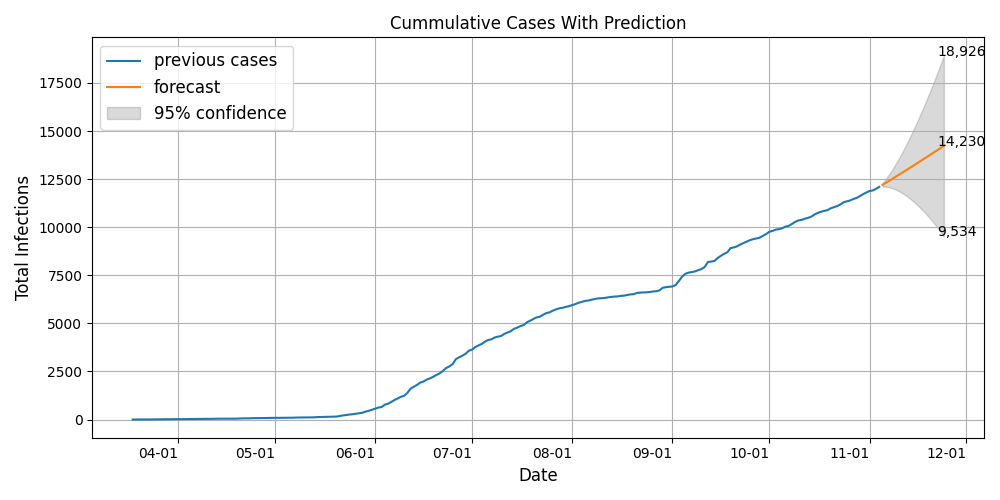 Cummulative Cases With Prediction
previous cases
forecast
95% confidence
18,926
14,230
9,534
17500
15000
12500
10000
7500
5000
2500
0
Total Infections
04-01 05-01 06-01 07-01 08-01 09-01 10-01 11-01 12-01
Date